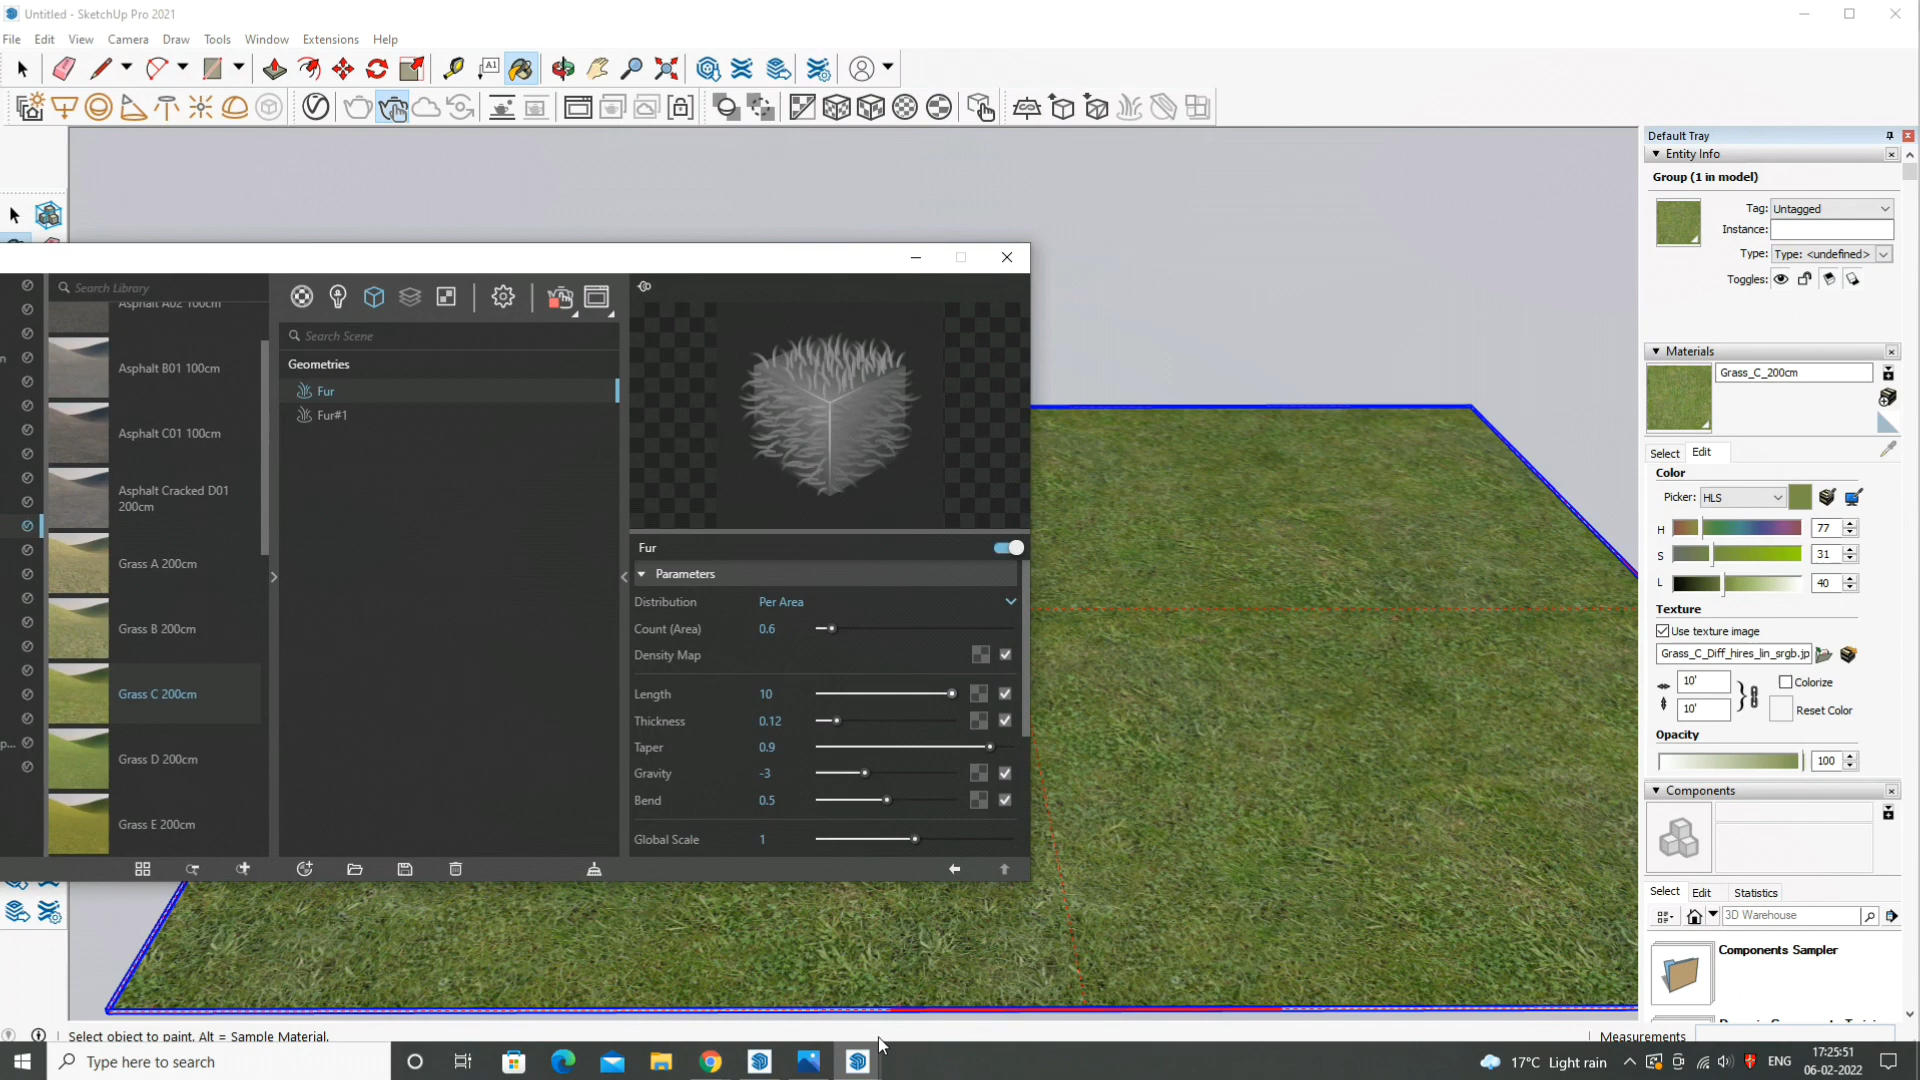 Untitled - SketchUp Pro 2021
File Edit View Camera Draw Tools Window Extensions Help
A1
Default Tray
Entity Info
Group (1 in model)
Tag: Untagged
Instance:
Type: Type: <undefined>
Toggles:
Materials
Grass_C_200cm
Select Edit
Color
Picker: HLS
H 77
S 31
L 40
Texture
Use texture image
Grass_C_Diff_hires_lin_srgb.jp
10'
Colorize
10'
Reset Color
Opacity
100
Components
Select Edit Statistics
3D Warehouse
Components Sampler
Search Library
Asphalt A02 100cm
Asphalt B01 100cm
Asphalt C01 100cm
Asphalt Cracked D01
200cm
Grass A 200cm
Grass B 200cm
Grass C 200cm
Grass D 200cm
Grass E 200cm
n
p...
Search Scene
Geometries
Fur
Fur#1
Fur
Parameters
Distribution Per Area
Count (Area) 0.6
Density Map
Length 10
Thickness 0.12
Taper 0.9
Gravity -3
Bend 0.5
Global Scale 1
Select object to paint. Alt = Sample Material.
Measurements
Type here to search
17°C Light rain
ENG
17:25:51
06-02-2022